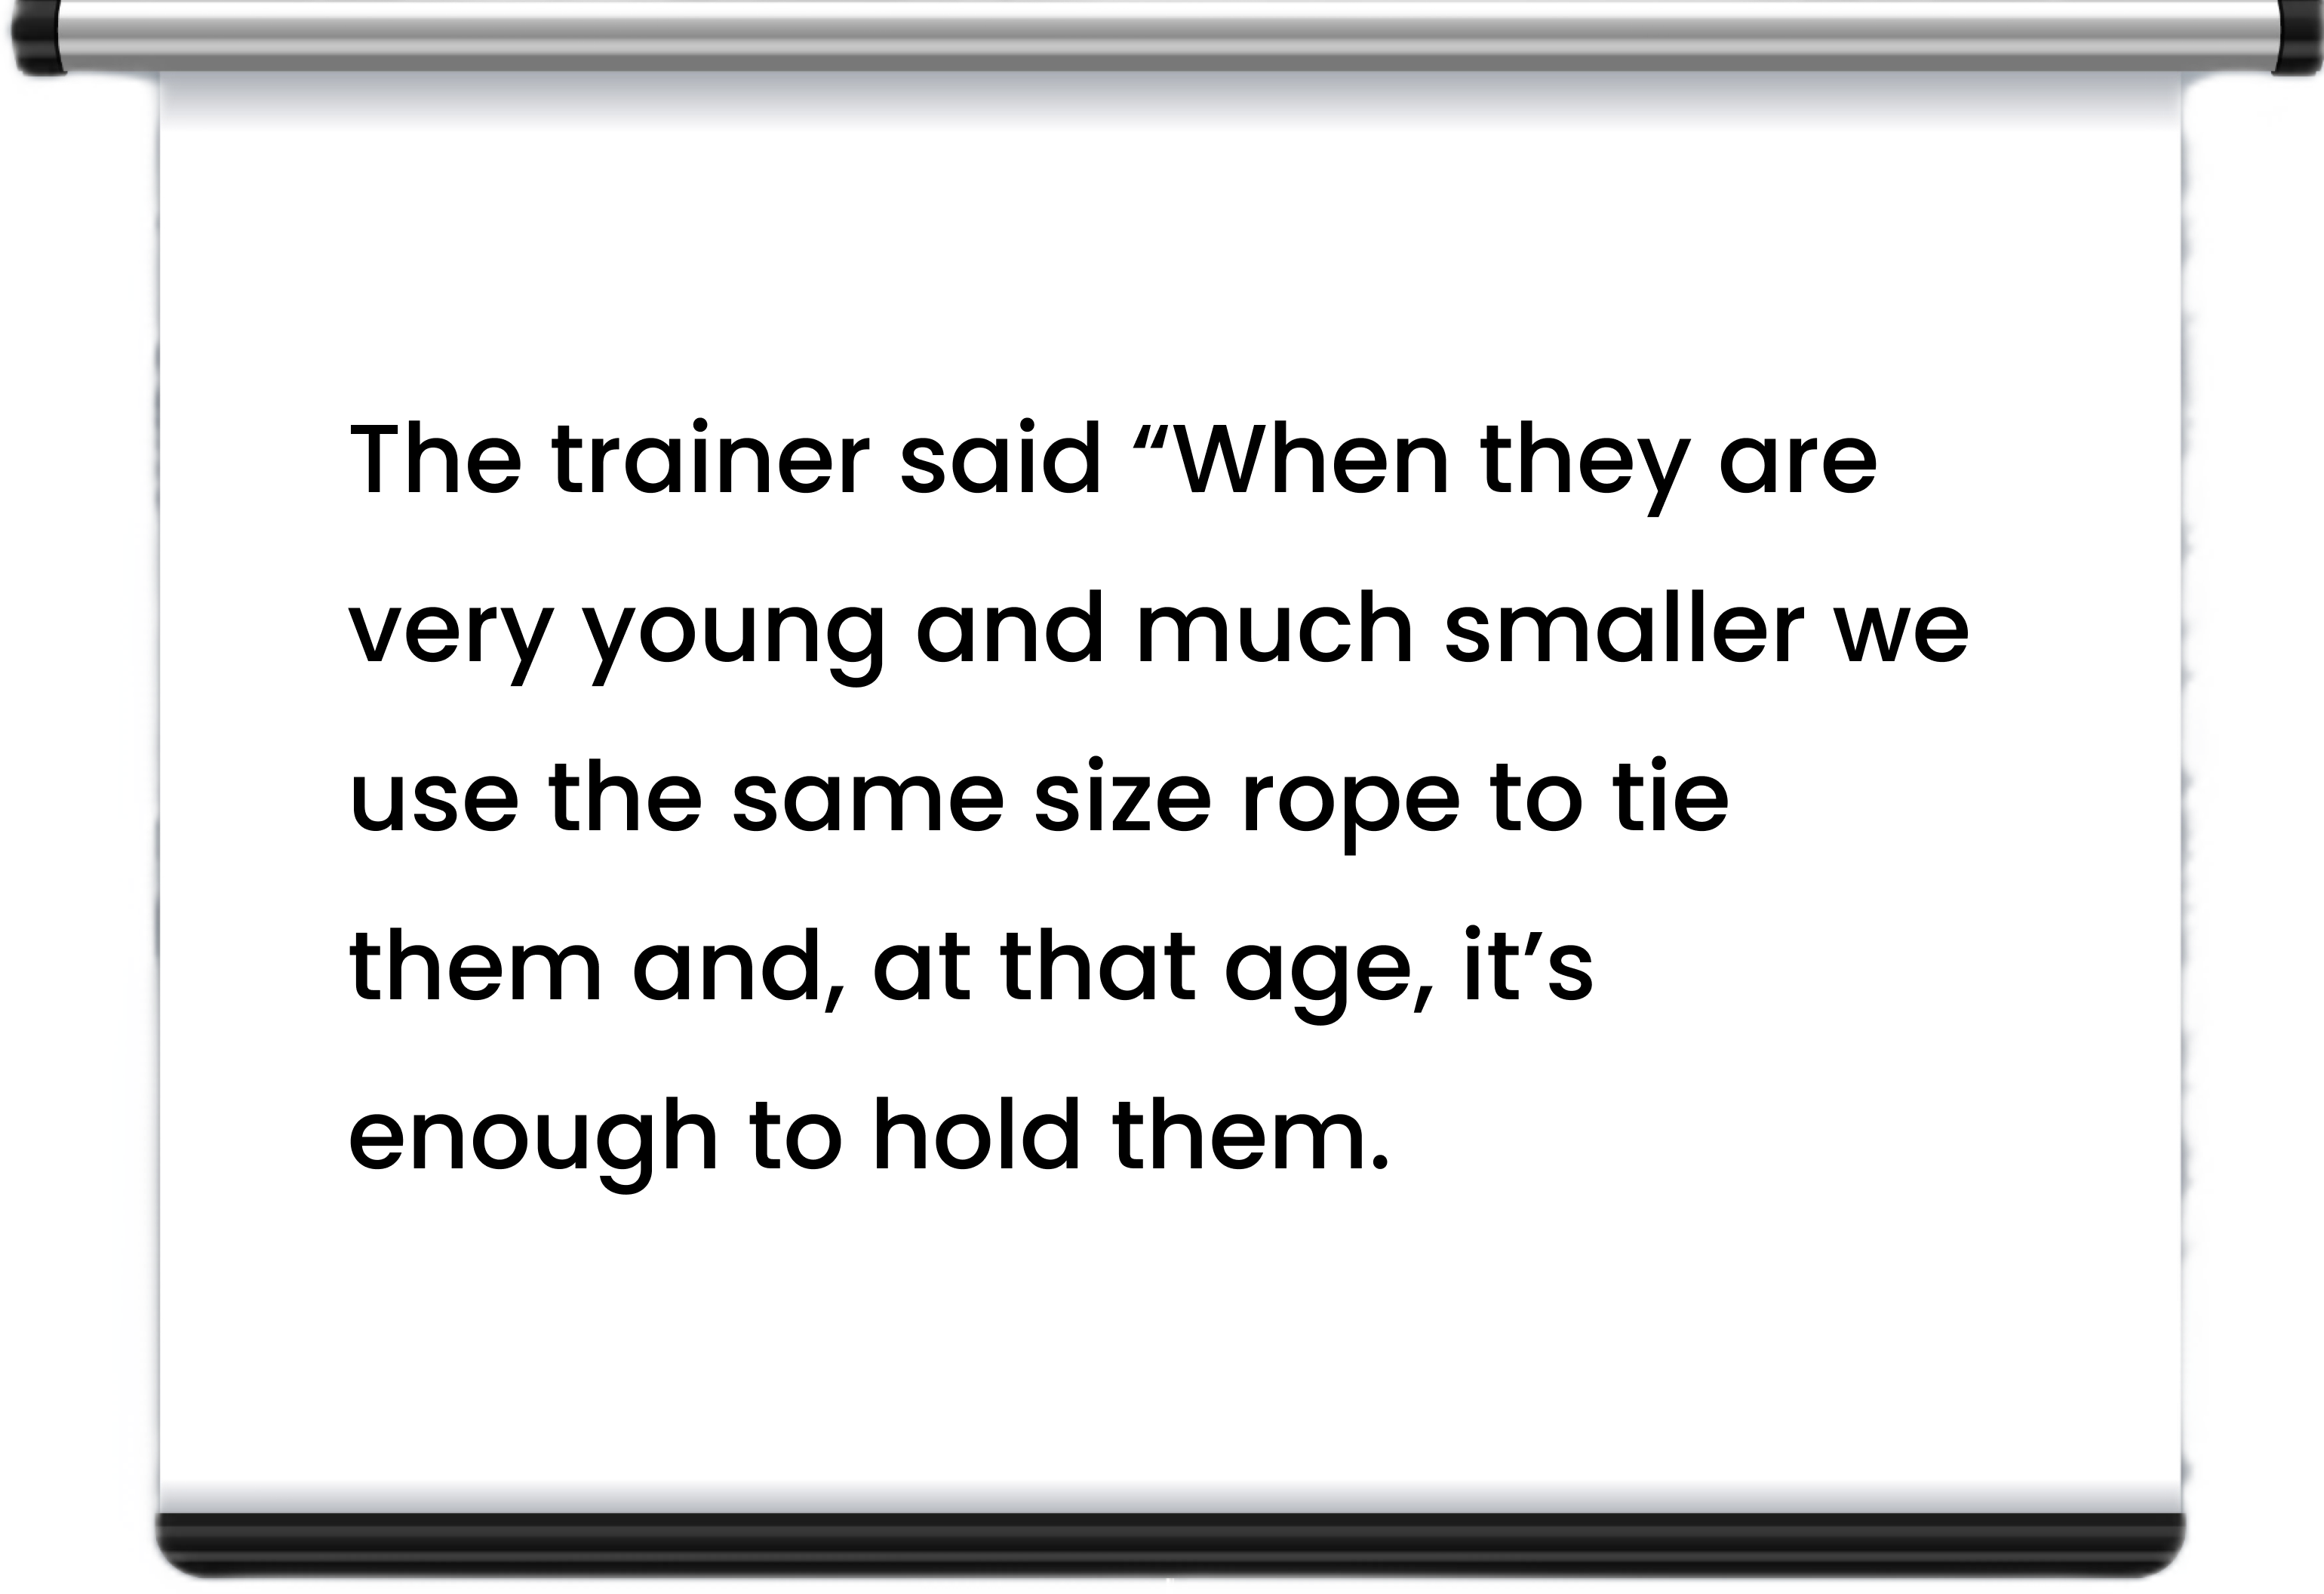 The trainer said “When they are
very young and much smaller we
use the same size rope to tie
them and, at that age, it’s
enough to hold them.